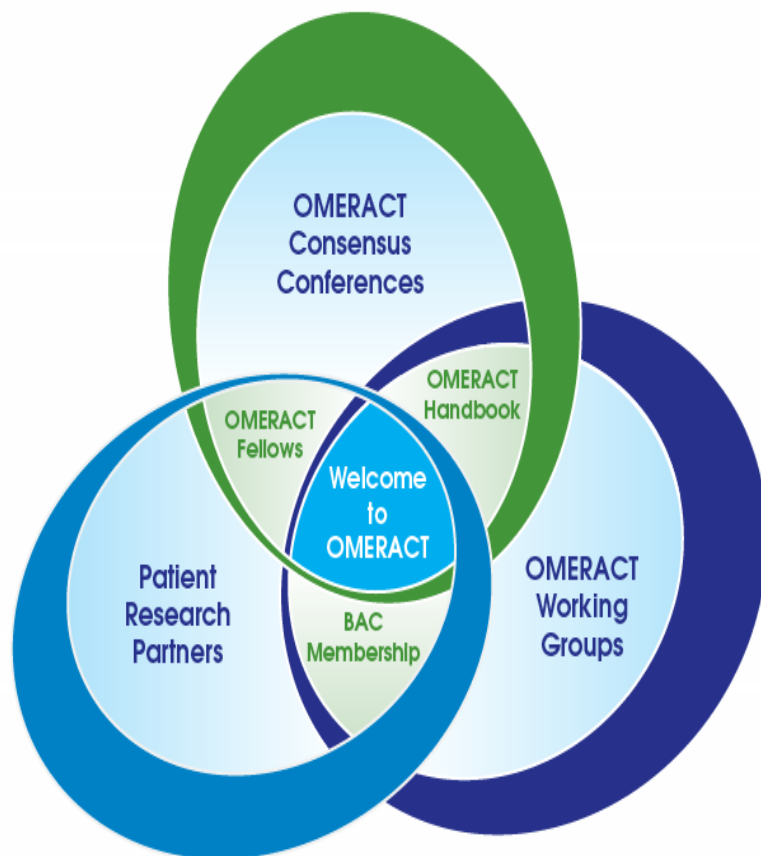 OMERACT
Consensus
Conferences
OMERACT
Handbook
OMERACT
Fellows
Welcome
to
OMERACT
Patient
Research
Partners
OMERACT
Working
Groups
BAC
Membership